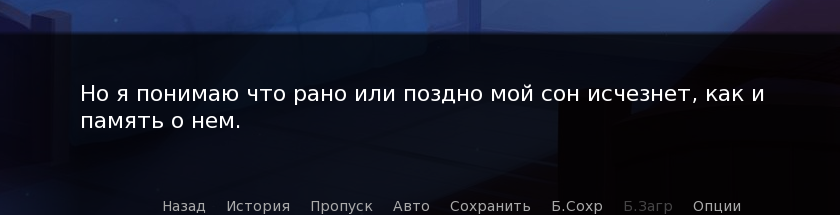 Но я понимаю что рано или поздно мой сон исчезнет, как и
память о нем.
Назад История Пропуск Авто Сохранить Б.Сохр Б.Загр Опции